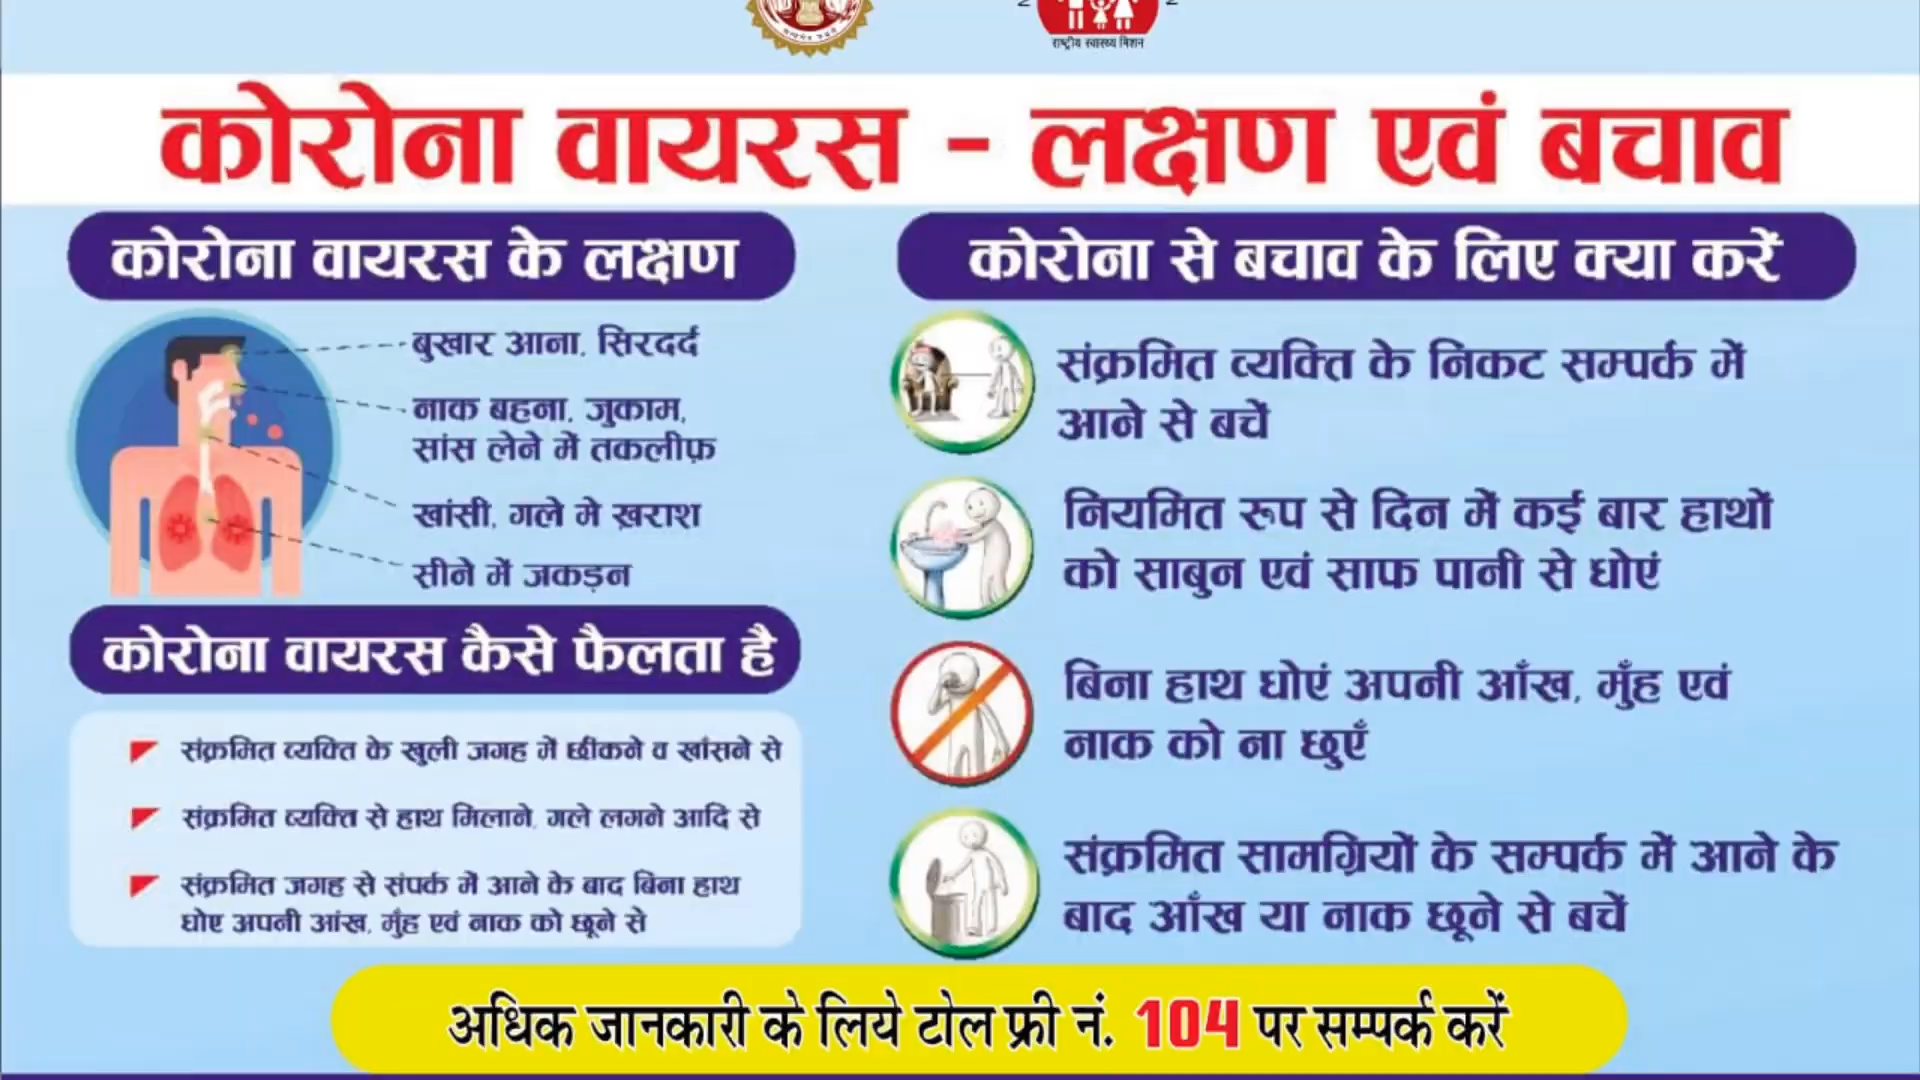 राष्ट्रीय स्वास्थ्य मिशन
कोरोना वायरस - लक्षण एवं बचाव
कोरोना वायरस के लक्षण
बुखार आना, सिरदर्द
नाक बहना, जुकाम,
सांस लेने में तकलीफ़
खांसी, गले मे ख़राश
सीने में जकड़न
कोरोना वायरस कैसे फैलता है
संक्रमित व्यक्ति के खुली जगह में छींकने व खांसने से
संक्रमित व्यक्ति से हाथ मिलाने, गले लगने आदि से
संक्रमित जगह से संपर्क में आने के बाद बिना हाथ
धोए अपनी आंख, मुँह एवं नाक को छूने से
कोरोना से बचाव के लिए क्या करें
संक्रमित व्यक्ति के निकट सम्पर्क में
आने से बचें
नियमित रूप से दिन में कई बार हाथों
को साबुन एवं साफ पानी से धोएं
बिना हाथ धोएं अपनी आँख, मुँह एवं
नाक को ना छुएँ
संक्रमित सामग्रियों के सम्पर्क में आने के
बाद आँख या नाक छूने से बचें
अधिक जानकारी के लिये टोल फ्री नं. 104 पर सम्पर्क करें